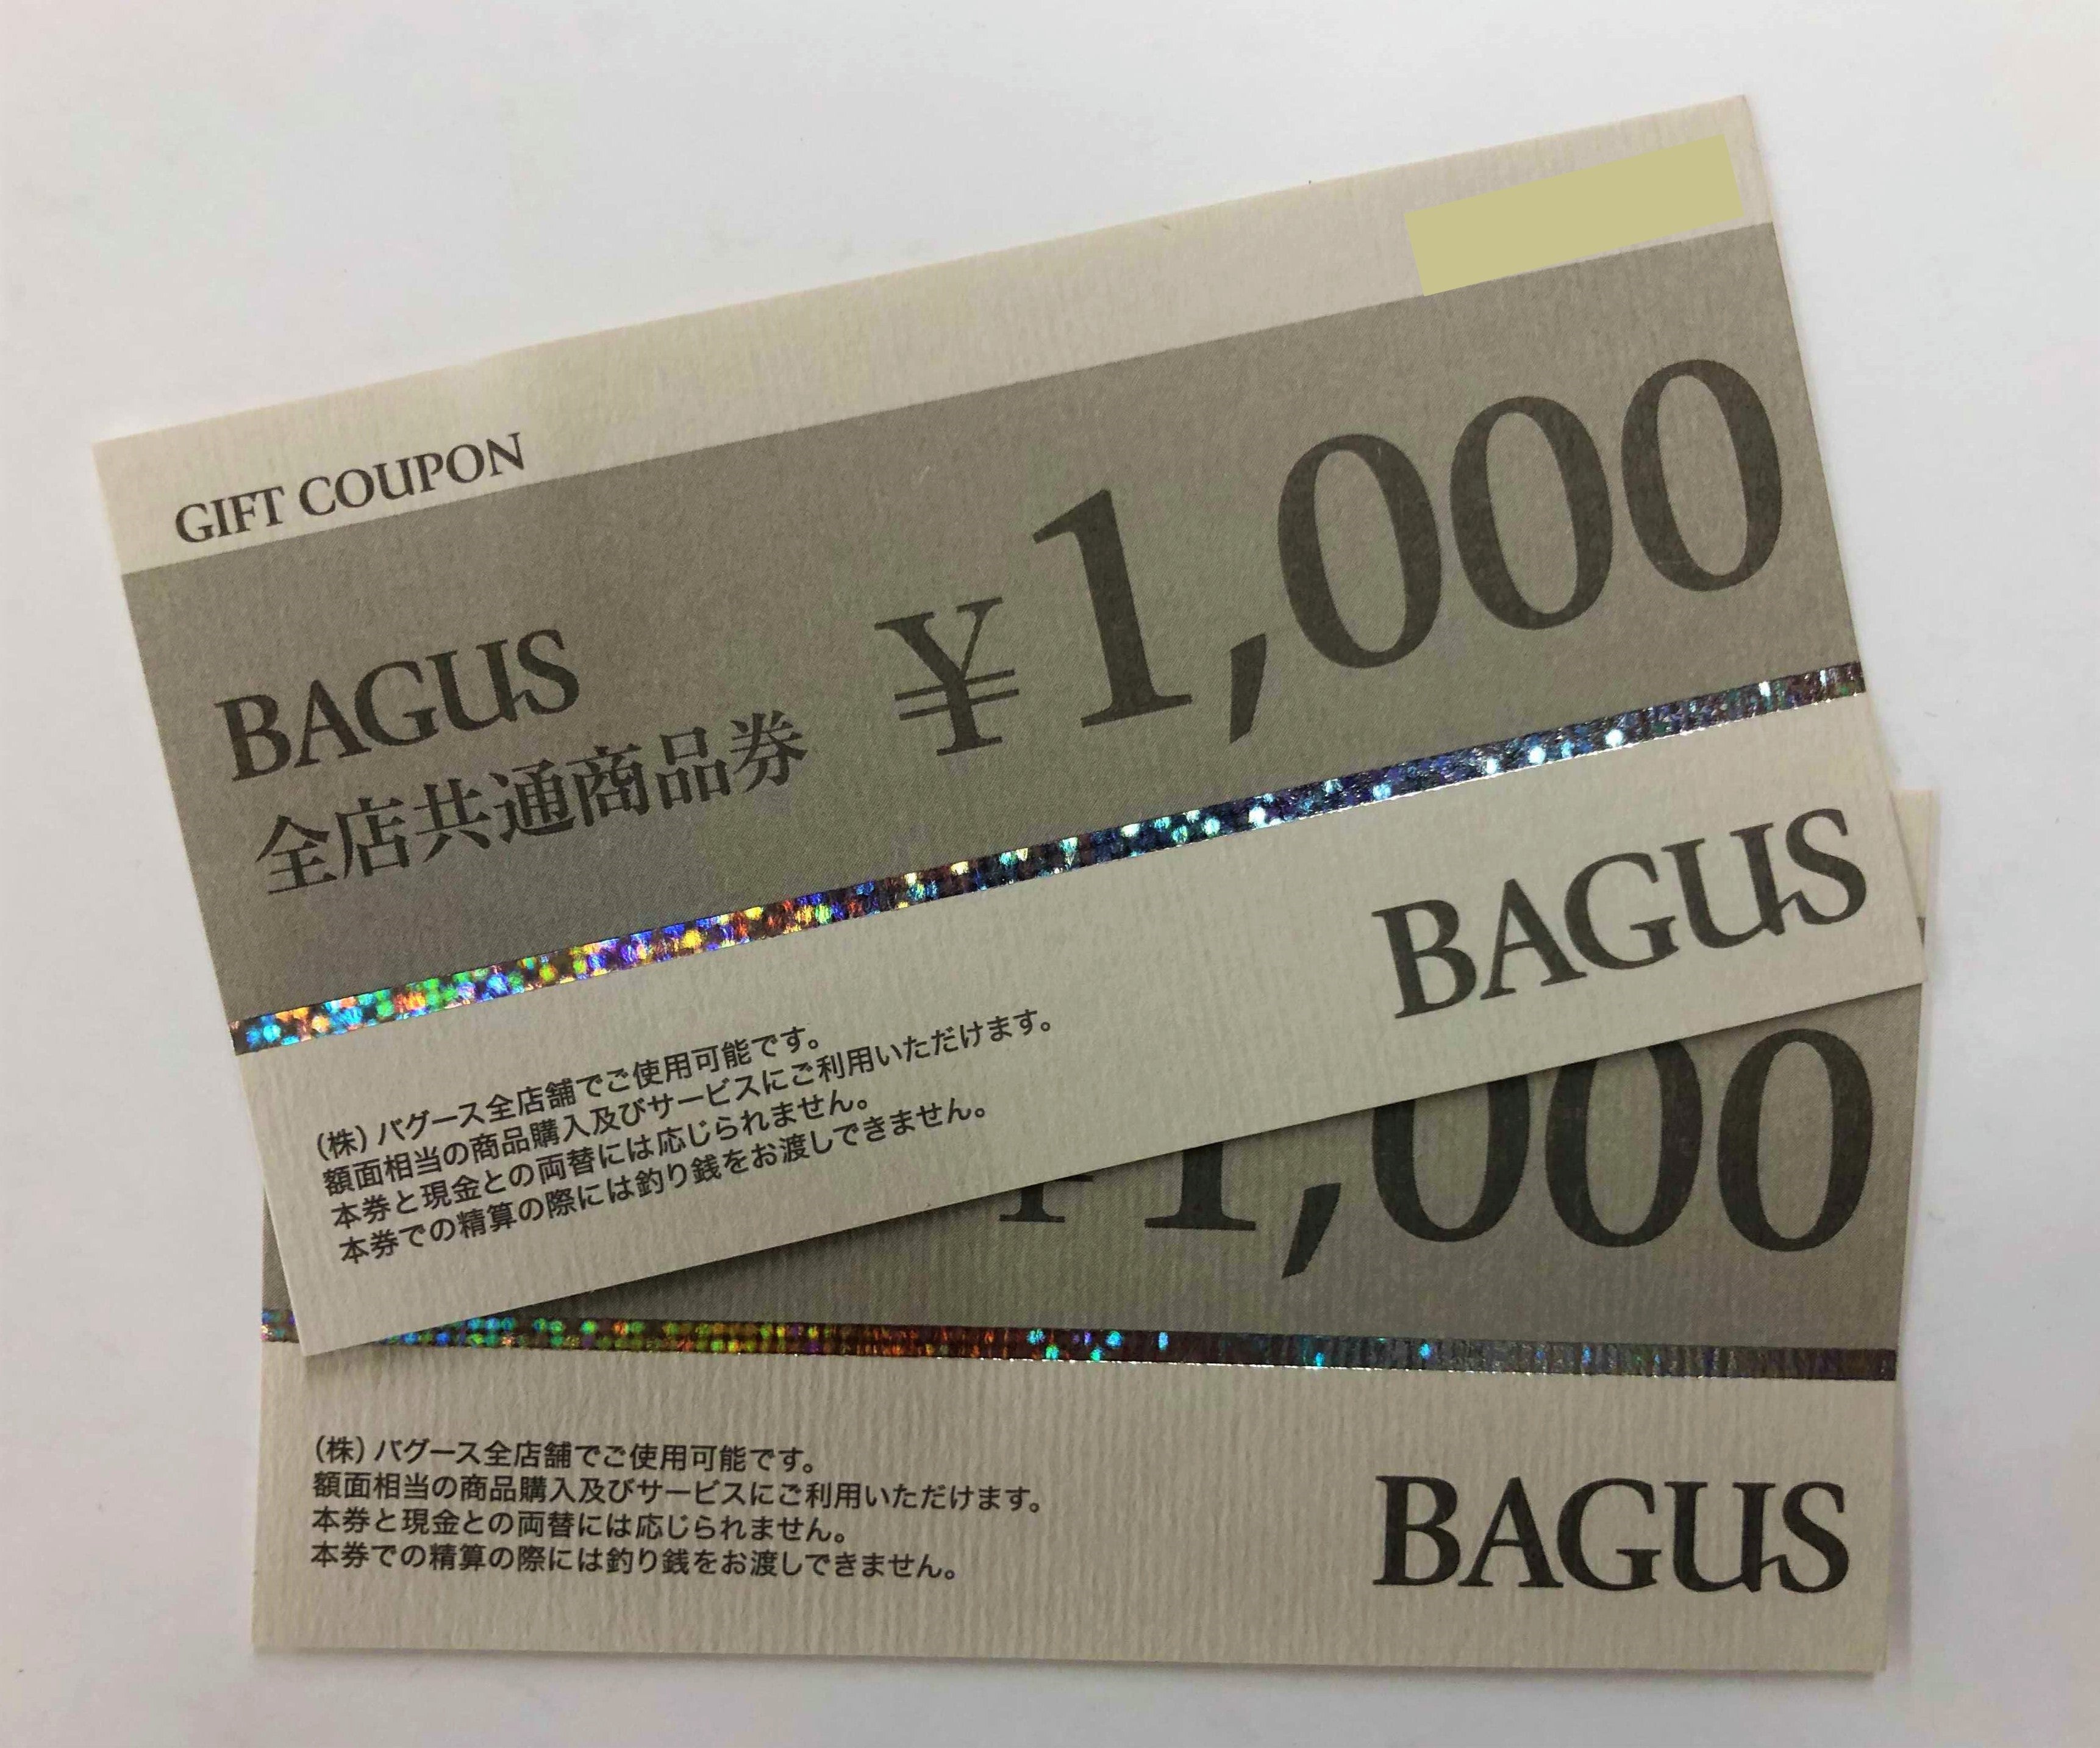 GIFT COUPON
BAGUS
全店共通商品券
¥1,000
(株)バグース全店舗でご使用可能です。
額面相当の商品購入及びサービスにご利用いただけます。
本券と現金との両替には応じられません。
本券での精算の際には釣り銭をお渡しできません。
BAGUS
¥1,000
(株)バグース全店舗でご使用可能です。
額面相当の商品購入及びサービスにご利用いただけます。
本券と現金との両替には応じられません。
本券での精算の際には釣り銭をお渡しできません。
BAGUS